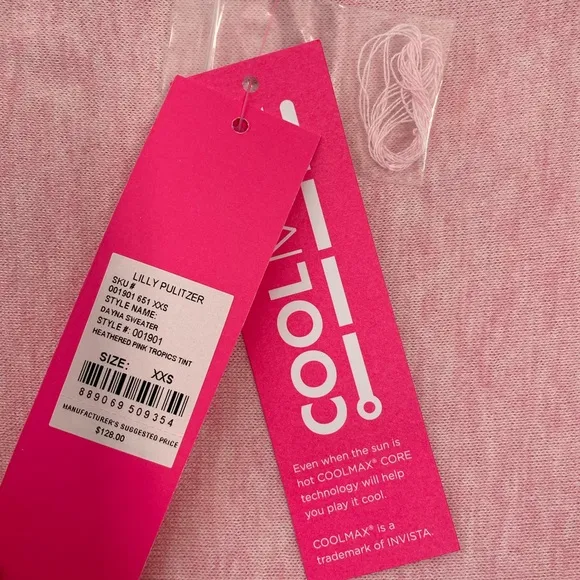 LILLY PULITZER
SKU #
001901 651 XXS
STYLE NAME:
DAYNA SWEATER
STYLE #: 001901
HEATHERED PINK TROPICS TINT
SIZE: XXS
889069 509354
MANUFACTURER'S SUGGESTED PRICE
$128.00
COOLM
Even when the sun is
hot COOLMAX® CORE
technology will help
you play it cool.
COOLMAX® is a
trademark of INVISTA.